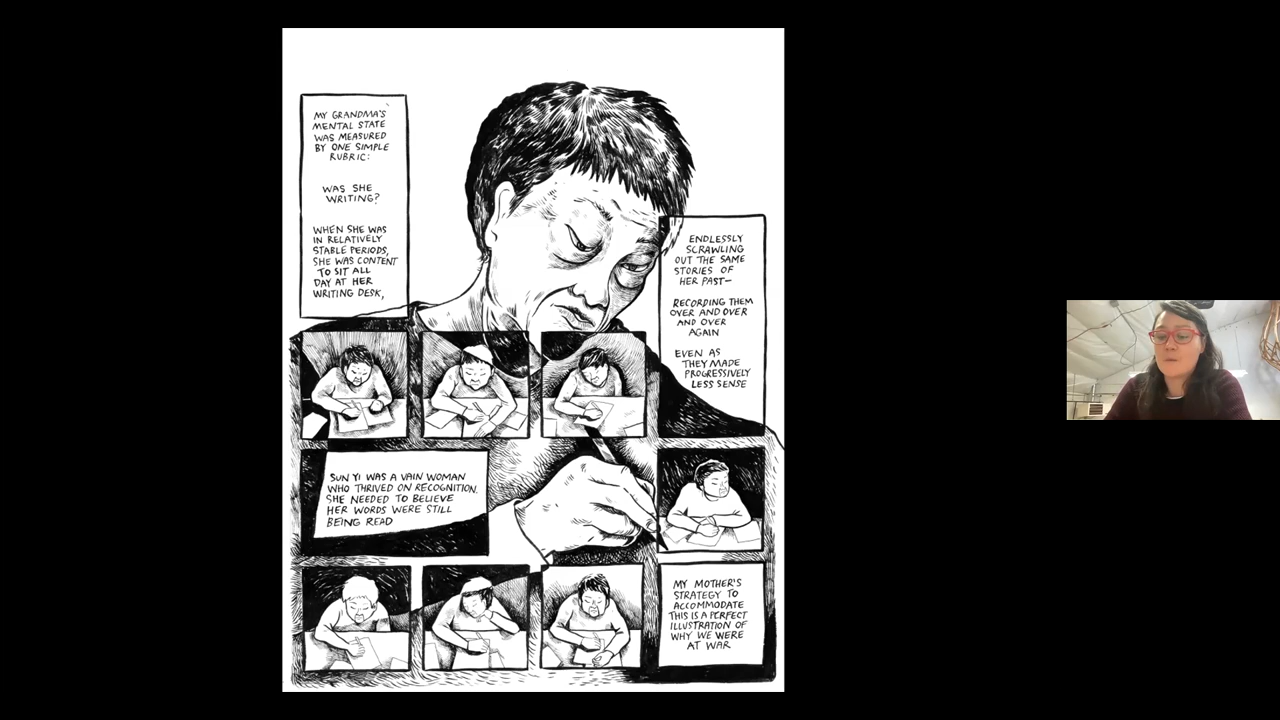 MY GRANDMA'S
MENTAL STATE
WAS MEASURED
BY ONE SIMPLE
RUBRIC:
WAS SHE
WRITING?
WHEN SHE WAS
IN RELATIVELY
STABLE PERIODS,
SHE WAS CONTENT
TO SIT ALL
DAY AT HER
WRITING DESK,
ENDLESSLY
SCRAWLING
OUT THE SAME
STORIES OF
HER PAST—
RECORDING THEM
OVER AND OVER
AND OVER
AGAIN
EVEN AS
THEY MADE
PROGRESSIVELY
LESS SENSE
SUN YI WAS A VAIN WOMAN
WHO THRIVED ON RECOGNITION.
SHE NEEDED TO BELIEVE
HER WORDS WERE STILL
BEING READ
MY MOTHER'S
STRATEGY TO
ACCOMMODATE
THIS IS A PERFECT
ILLUSTRATION OF
WHY WE WERE
AT WAR